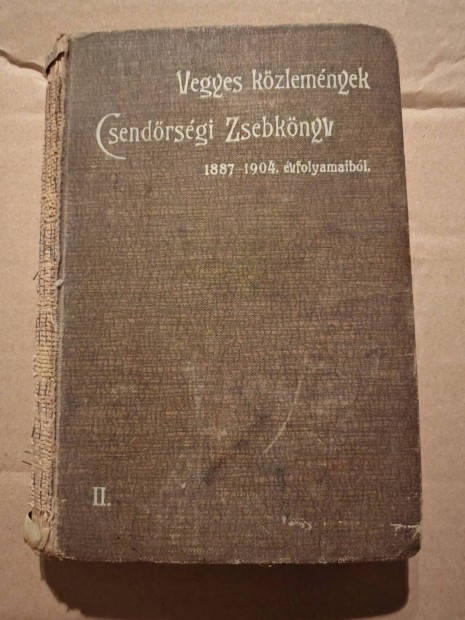 Vegyes közlemények
Csendőrségi Zsebkönyv
1887–1904. évfolyamaiból.
II.